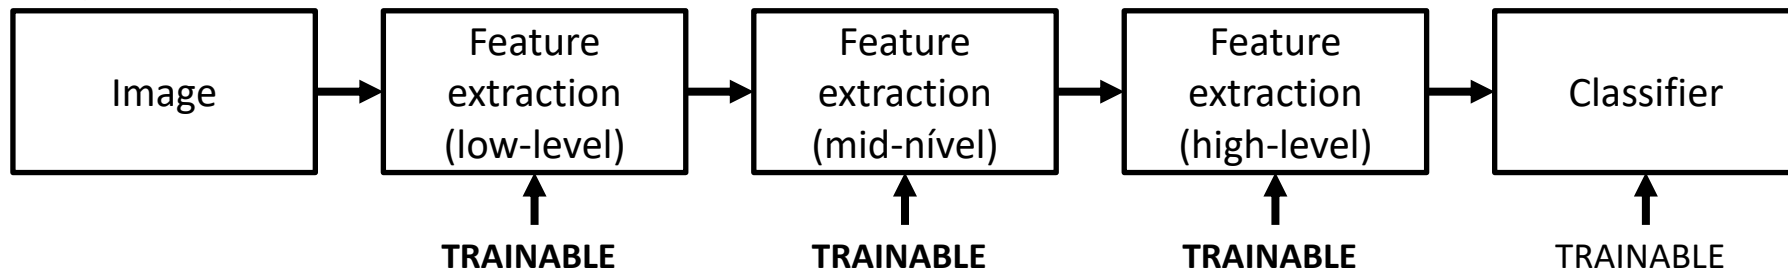 Image
Feature
extraction
(low-level)
Feature
extraction
(mid-nível)
Feature
extraction
(high-level)
Classifier
TRAINABLE
TRAINABLE
TRAINABLE
TRAINABLE